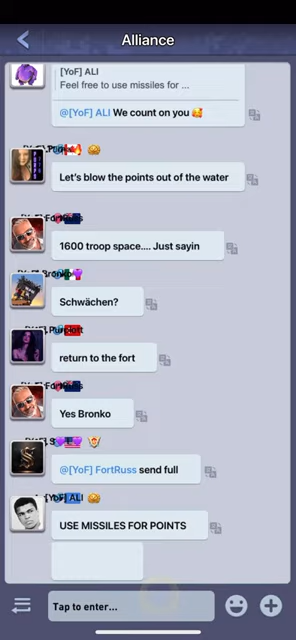 Alliance
[YoF] ALI
Feel free to use missiles for ...
@[YoF] ALI We count on you 🥰
Let's blow the points out of the water
1600 troop space.... Just sayin
Schwächen?
return to the fort
Yes Bronko
@[YoF] FortRuss send full
[YoF] ALI
USE MISSILES FOR POINTS
Tap to enter...